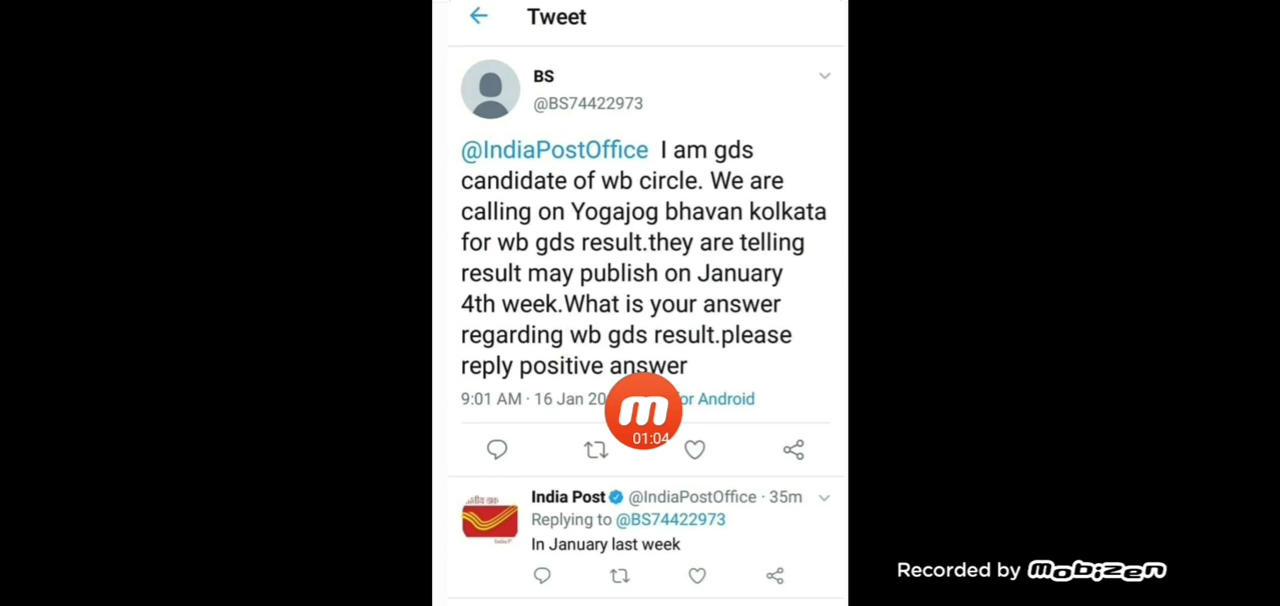 Tweet
BS
@BS74422973
@IndiaPostOffice I am gds
candidate of wb circle. We are
calling on Yogajog bhavan kolkata
for wb gds result.they are telling
result may publish on January
4th week.What is your answer
regarding wb gds result.please
reply positive answer
9:01 AM · 16 Jan 20 or Android
01:04
India Post @IndiaPostOffice · 35m
Replying to @BS74422973
In January last week
Recorded by mobizen